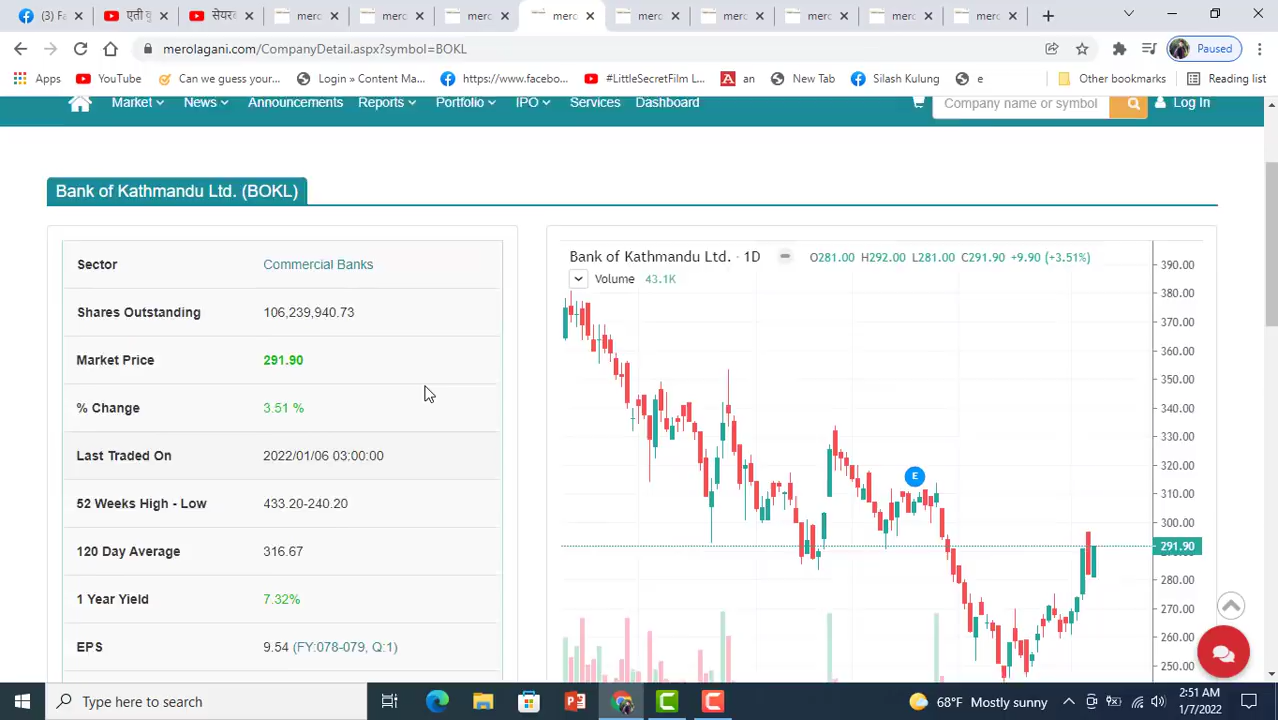 (3) Fa
एती कु
सेयर
merc
merc
merc
merc
merc
merc
merc
merc
merc
merolagani.com/CompanyDetail.aspx?symbol=BOKL
Paused
Apps
YouTube
Can we guess your...
Login » Content Ma...
https://www.facebo...
#LittleSecretFilm L...
an
New Tab
Silash Kulung
e
Other bookmarks
Reading list
Market
News
Announcements
Reports
Portfolio
IPO
Services
Dashboard
Company name or symbol
Log In
Bank of Kathmandu Ltd. (BOKL)
Sector Commercial Banks
Shares Outstanding 106,239,940.73
Market Price 291.90
% Change 3.51 %
Last Traded On 2022/01/06 03:00:00
52 Weeks High - Low 433.20-240.20
120 Day Average 316.67
1 Year Yield 7.32%
EPS 9.54 (FY:078-079, Q:1)
Bank of Kathmandu Ltd. · 1D O281.00 H292.00 L281.00 C291.90 +9.90 (+3.51%)
Volume 43.1K
390.00
380.00
370.00
360.00
350.00
340.00
330.00
320.00
310.00
E
300.00
291.90
280.00
270.00
260.00
250.00
Type here to search
68°F Mostly sunny
2:51 AM
1/7/2022